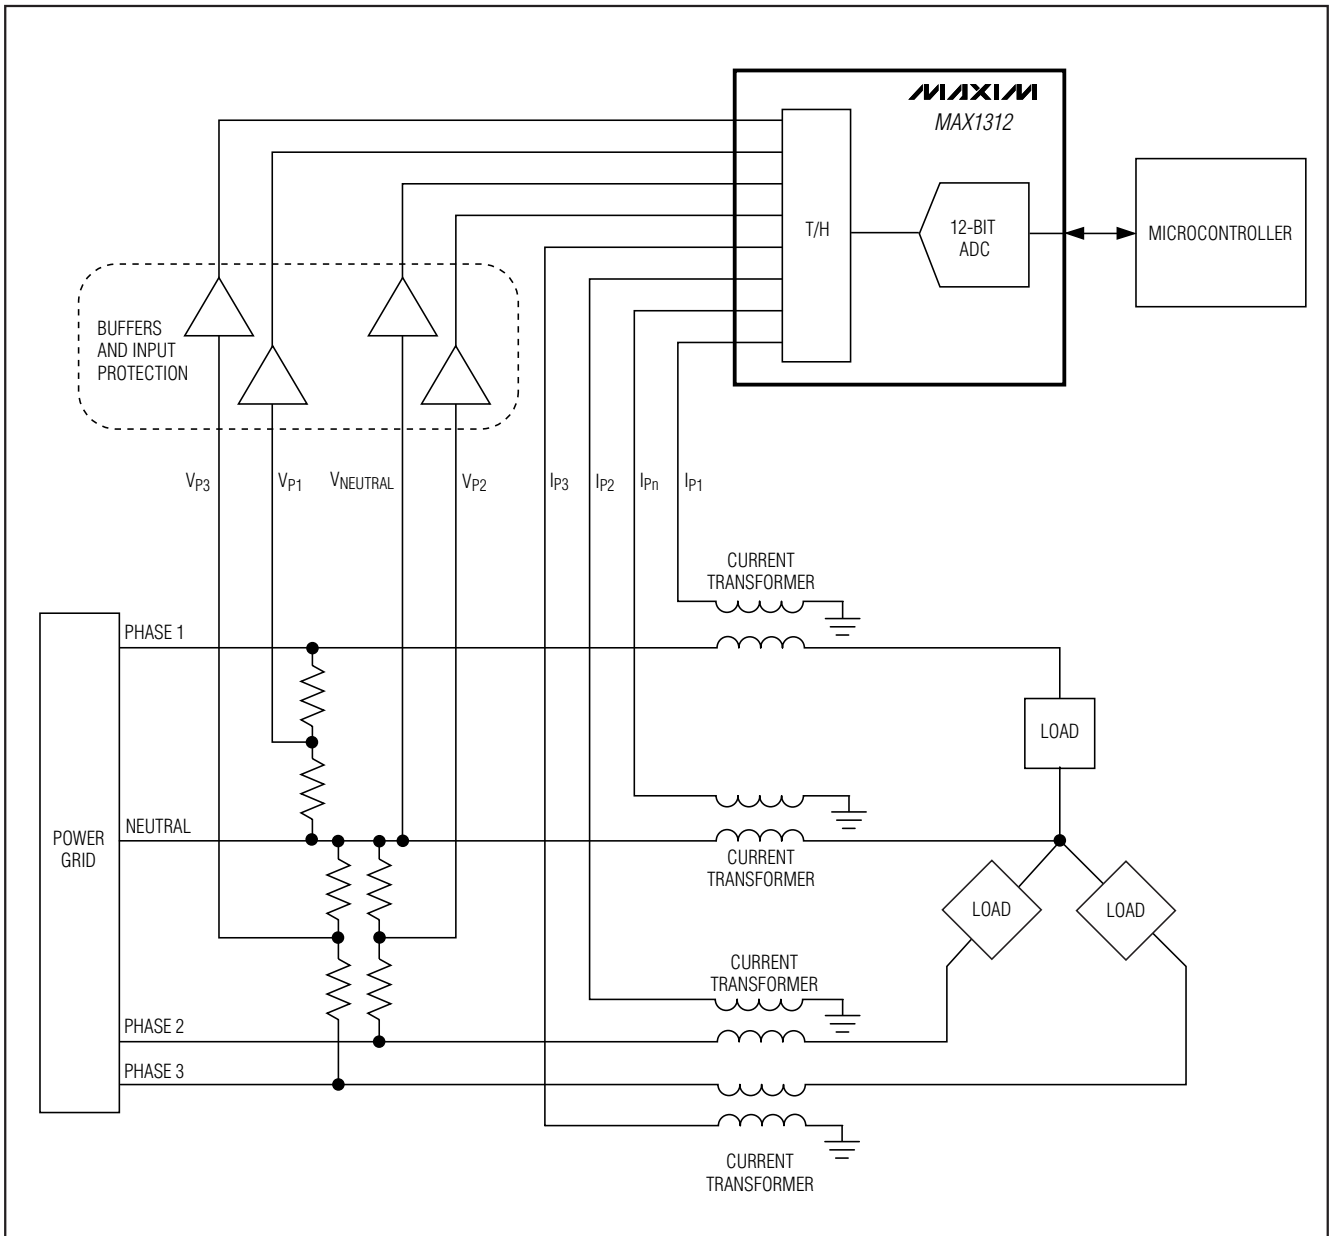 MAXIM
MAX1312
T/H
12-BIT
ADC
MICROCONTROLLER
BUFFERS
AND INPUT
PROTECTION
VP3
VP1
VNEUTRAL
VP2
IP3
IP2
IPn
IP1
CURRENT
TRANSFORMER
PHASE 1
LOAD
POWER
GRID
NEUTRAL
CURRENT
TRANSFORMER
LOAD
LOAD
CURRENT
TRANSFORMER
PHASE 2
PHASE 3
CURRENT
TRANSFORMER